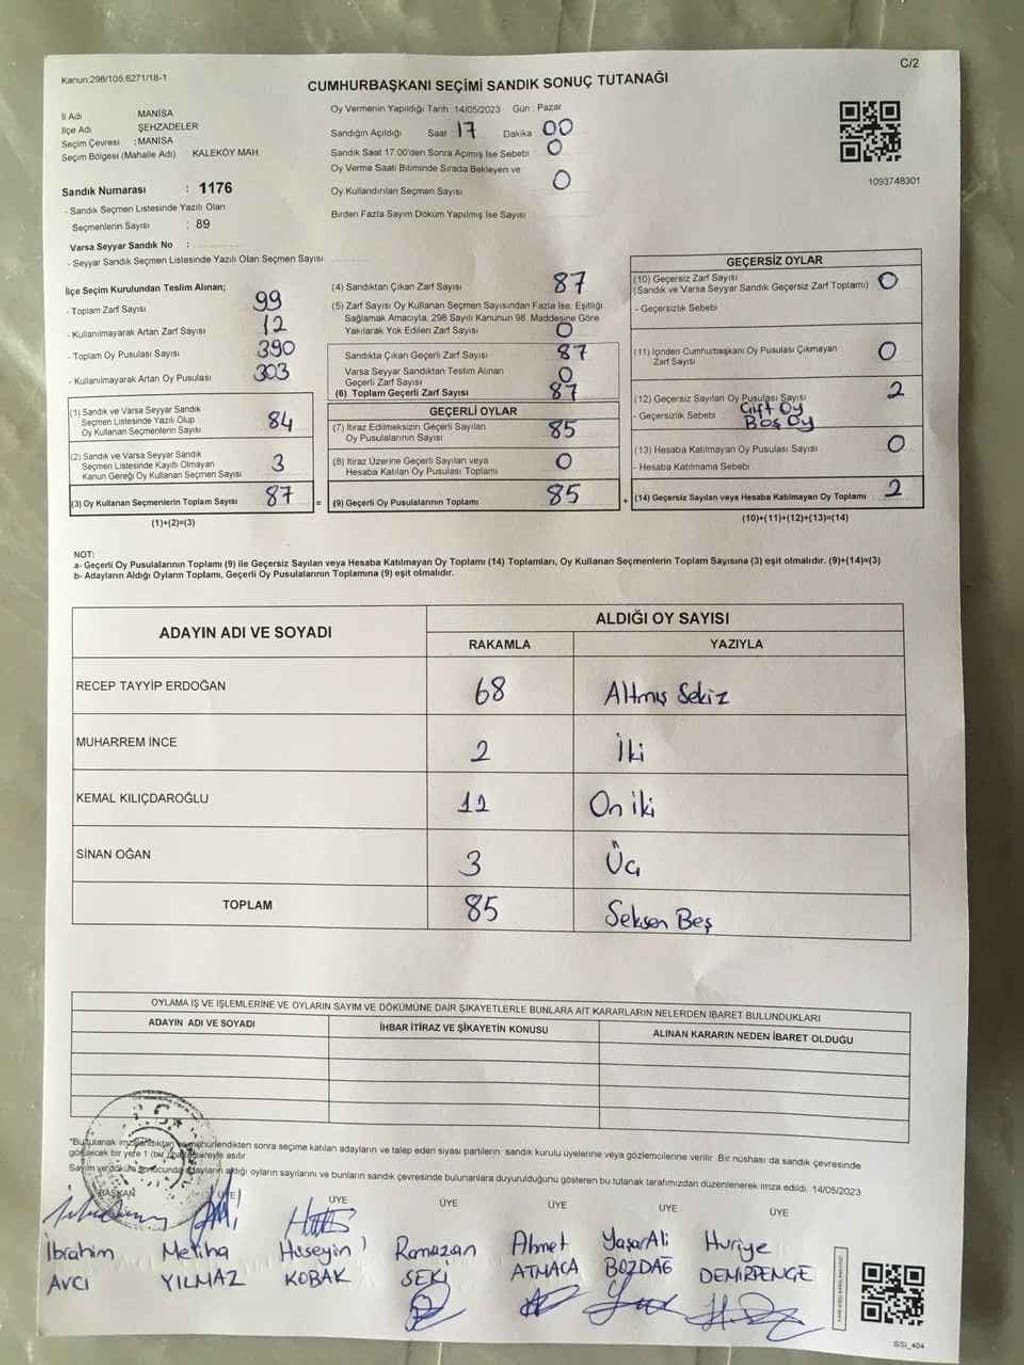 Kanun:298/105.6271/18-1
C/2
CUMHURBAŞKANI SEÇİMİ SANDIK SONUÇ TUTANAĞI
İl Adı MANİSA
İlçe Adı ŞEHZADELER
Seçim Çevresi : MANİSA
Seçim Bölgesi (Mahalle Adı) KALEKÖY MAH.
Sandık Numarası : 1176
- Sandık Seçmen Listesinde Yazılı Olan
Seçmenlerin Sayısı : 89
Varsa Seyyar Sandık No :
- Seyyar Sandık Seçmen Listesinde Yazılı Olan Seçmen Sayısı
Oy Vermenin Yapıldığı Tarih : 14/05/2023 Gün : Pazar
Sandığın Açıldığı Saat 17 Dakika 00
Sandık Saat 17:00'den Sonra Açılmış İse Sebebi 0
Oy Verme Saati Bitiminde Sırada Bekleyen ve
Oy Kullandırılan Seçmen Sayısı 0
Birden Fazla Sayım Döküm Yapılmış İse Sayısı
1093748301
İlçe Seçim Kurulundan Teslim Alınan;
- Toplam Zarf Sayısı 99
- Kullanılmayarak Artan Zarf Sayısı 12
- Toplam Oy Pusulası Sayısı 390
- Kullanılmayarak Artan Oy Pusulası 303
(1) Sandık ve Varsa Seyyar Sandık
Seçmen Listesinde Yazılı Olup
Oy Kullanan Seçmenlerin Sayısı 84
(2) Sandık ve Varsa Seyyar Sandık
Seçmen Listesinde Kayıtlı Olmayan
Kanun Gereği Oy Kullanan Seçmen Sayısı 3
(3) Oy Kullanan Seçmenlerin Toplam Sayısı 87 =
(1)+(2)=(3)
(4) Sandıktan Çıkan Zarf Sayısı 87
(5) Zarf Sayısı Oy Kullanan Seçmen Sayısından Fazla İse, Eşitliği
Sağlamak Amacıyla, 298 Sayılı Kanunun 98. Maddesine Göre
Yakılarak Yok Edilen Zarf Sayısı 0
Sandıkta Çıkan Geçerli Zarf Sayısı 87
Varsa Seyyar Sandıktan Teslim Alınan
Geçerli Zarf Sayısı 0
(6) Toplam Geçerli Zarf Sayısı 87
GEÇERLİ OYLAR
(7) İtiraz Edilmeksizin Geçerli Sayılan
Oy Pusulalarının Sayısı 85
(8) İtiraz Üzerine Geçerli Sayılan veya
Hesaba Katılan Oy Pusulası Toplamı 0
(9) Geçerli Oy Pusulalarının Toplamı 85 +
GEÇERSİZ OYLAR
(10) Geçersiz Zarf Sayısı
(Sandık ve Varsa Seyyar Sandık Geçersiz Zarf Toplamı) 0
- Geçersizlik Sebebi
(11) İçinden Cumhurbaşkanı Oy Pusulası Çıkmayan
Zarf Sayısı 0
(12) Geçersiz Sayılan Oy Pusulası Sayısı 2
- Geçersizlik Sebebi Çift Oy
Boş Oy
(13) Hesaba Katılmayan Oy Pusulası Sayısı 0
- Hesaba Katılmama Sebebi
(14) Geçersiz Sayılan veya Hesaba Katılmayan Oy Toplamı 2
(10)+(11)+(12)+(13)=(14)
NOT:
a- Geçerli Oy Pusulalarının Toplamı (9) ile Geçersiz Sayılan veya Hesaba Katılmayan Oy Toplamı (14) Toplamları, Oy Kullanan Seçmenlerin Toplam Sayısına (3) eşit olmalıdır. (9)+(14)=(3)
b- Adayların Aldığı Oyların Toplamı, Geçerli Oy Pusulalarının Toplamına (9) eşit olmalıdır.
ADAYIN ADI VE SOYADI ALDIĞI OY SAYISI
RAKAMLA YAZIYLA
RECEP TAYYİP ERDOĞAN 68 Altmış Sekiz
MUHARREM İNCE 2 İki
KEMAL KILIÇDAROĞLU 12 On iki
SİNAN OĞAN 3 Üç
TOPLAM 85 Seksen Beş
OYLAMA İŞ VE İŞLEMLERİNE VE OYLARIN SAYIM VE DÖKÜMÜNE DAİR ŞİKAYETLERLE BUNLARA AİT KARARLARIN NELERDEN İBARET BULUNDUKLARI
ADAYIN ADI VE SOYADI İHBAR İTİRAZ VE ŞİKAYETİN KONUSU ALINAN KARARIN NEDEN İBARET OLDUĞU
*Bu tutanak imzalandıktan ve mühürlendikten sonra seçime katılan adayların ve talep eden siyasi partilerin sandık kurulu üyelerine veya gözlemcilerine verilir. Bir nüshası da sandık çevresinde
görülecek bir yere 1 (bir) süreyle asılır.
Sayım ve döküm sonucunda adayların aldığı oyların sayılarını ve bunların sandık çevresinde bulunanlara duyurulduğunu gösteren bu tutanak tarafımızdan düzenlenerek imza edildi. 14/05/2023
BAŞKAN ÜYE ÜYE ÜYE ÜYE ÜYE ÜYE
İbrahim Meliha Hüseyin Ramazan Ahmet YaşarAli Huriye
AVCI YILMAZ KOBAK SEKİ ATMACA BOZDAĞ DEMİRPENGE
SSİ_404